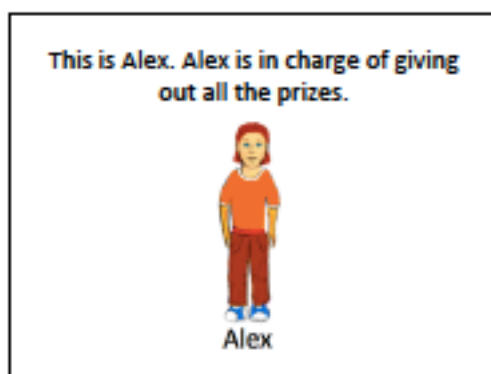 This is Alex. Alex is in charge of giving
out all the prizes.
Alex